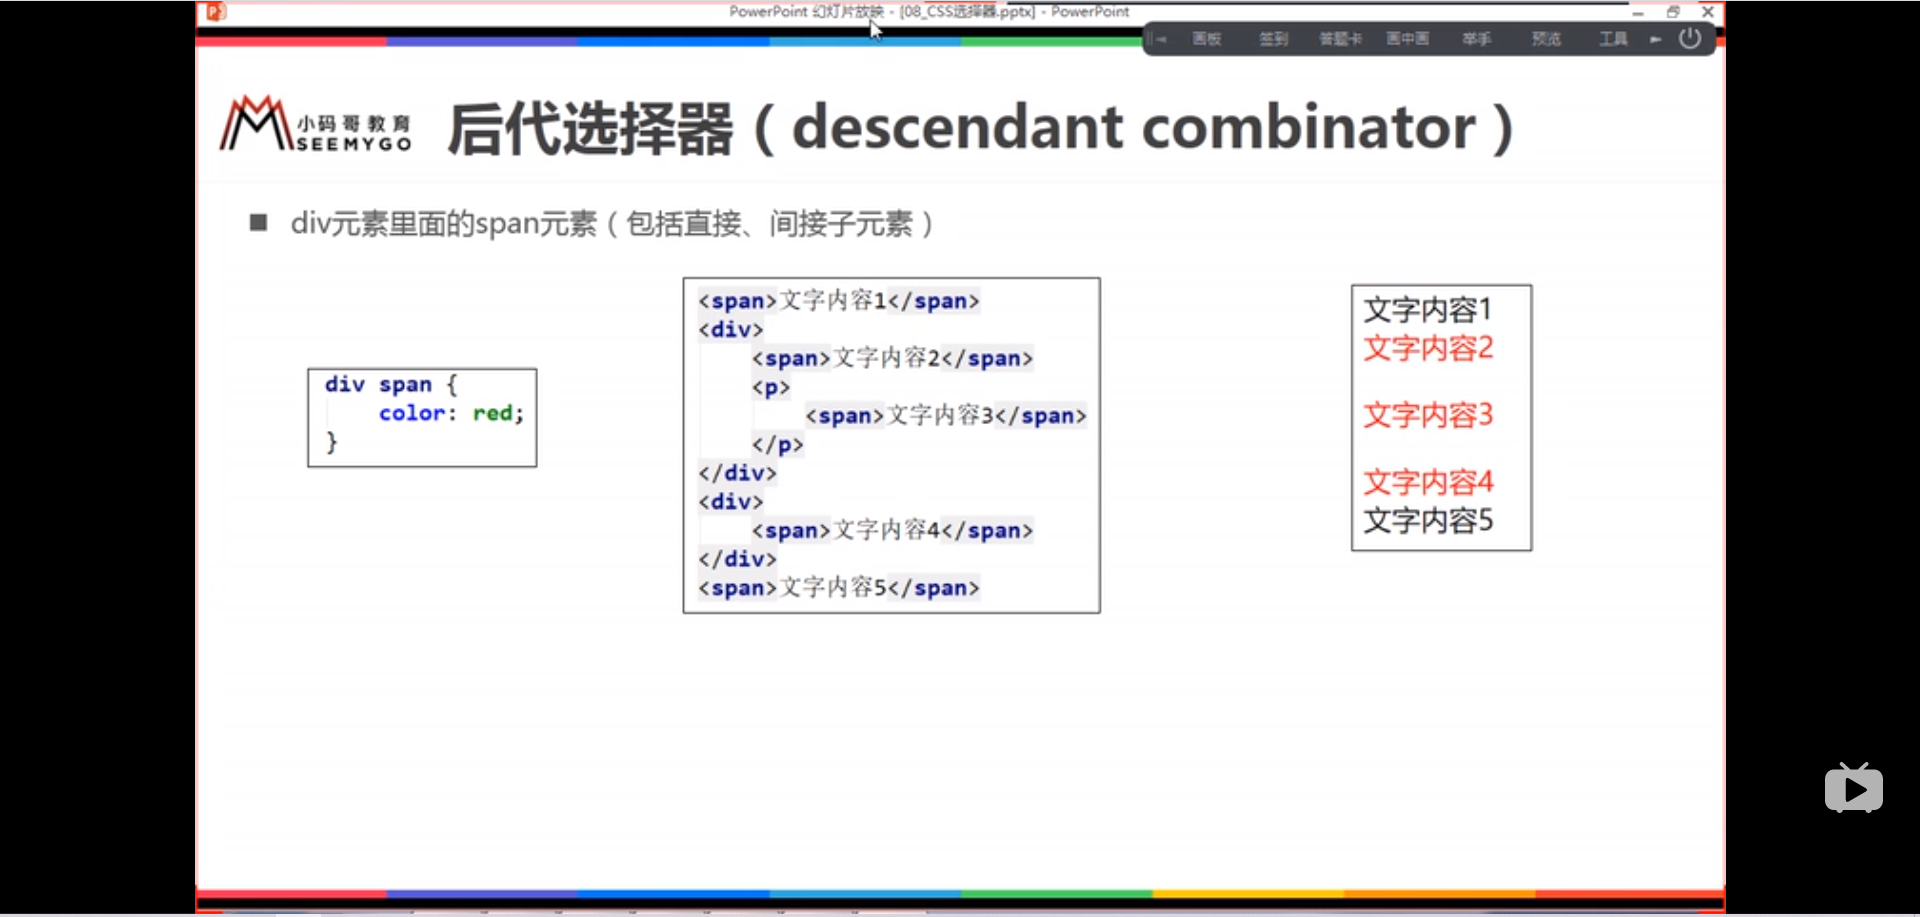 PowerPoint 幻灯片放映 - [08_CSS选择器.pptx] - PowerPoint
画板 签到 答题卡 画中画 举手 预览 工具
小码哥教育
SEEMYGO
后代选择器（descendant combinator）
div元素里面的span元素（包括直接、间接子元素）
div span {
color: red;
}
<span>文字内容1</span>
<div>
<span>文字内容2</span>
<p>
<span>文字内容3</span>
</p>
</div>
<div>
<span>文字内容4</span>
</div>
<span>文字内容5</span>
文字内容1
文字内容2
文字内容3
文字内容4
文字内容5